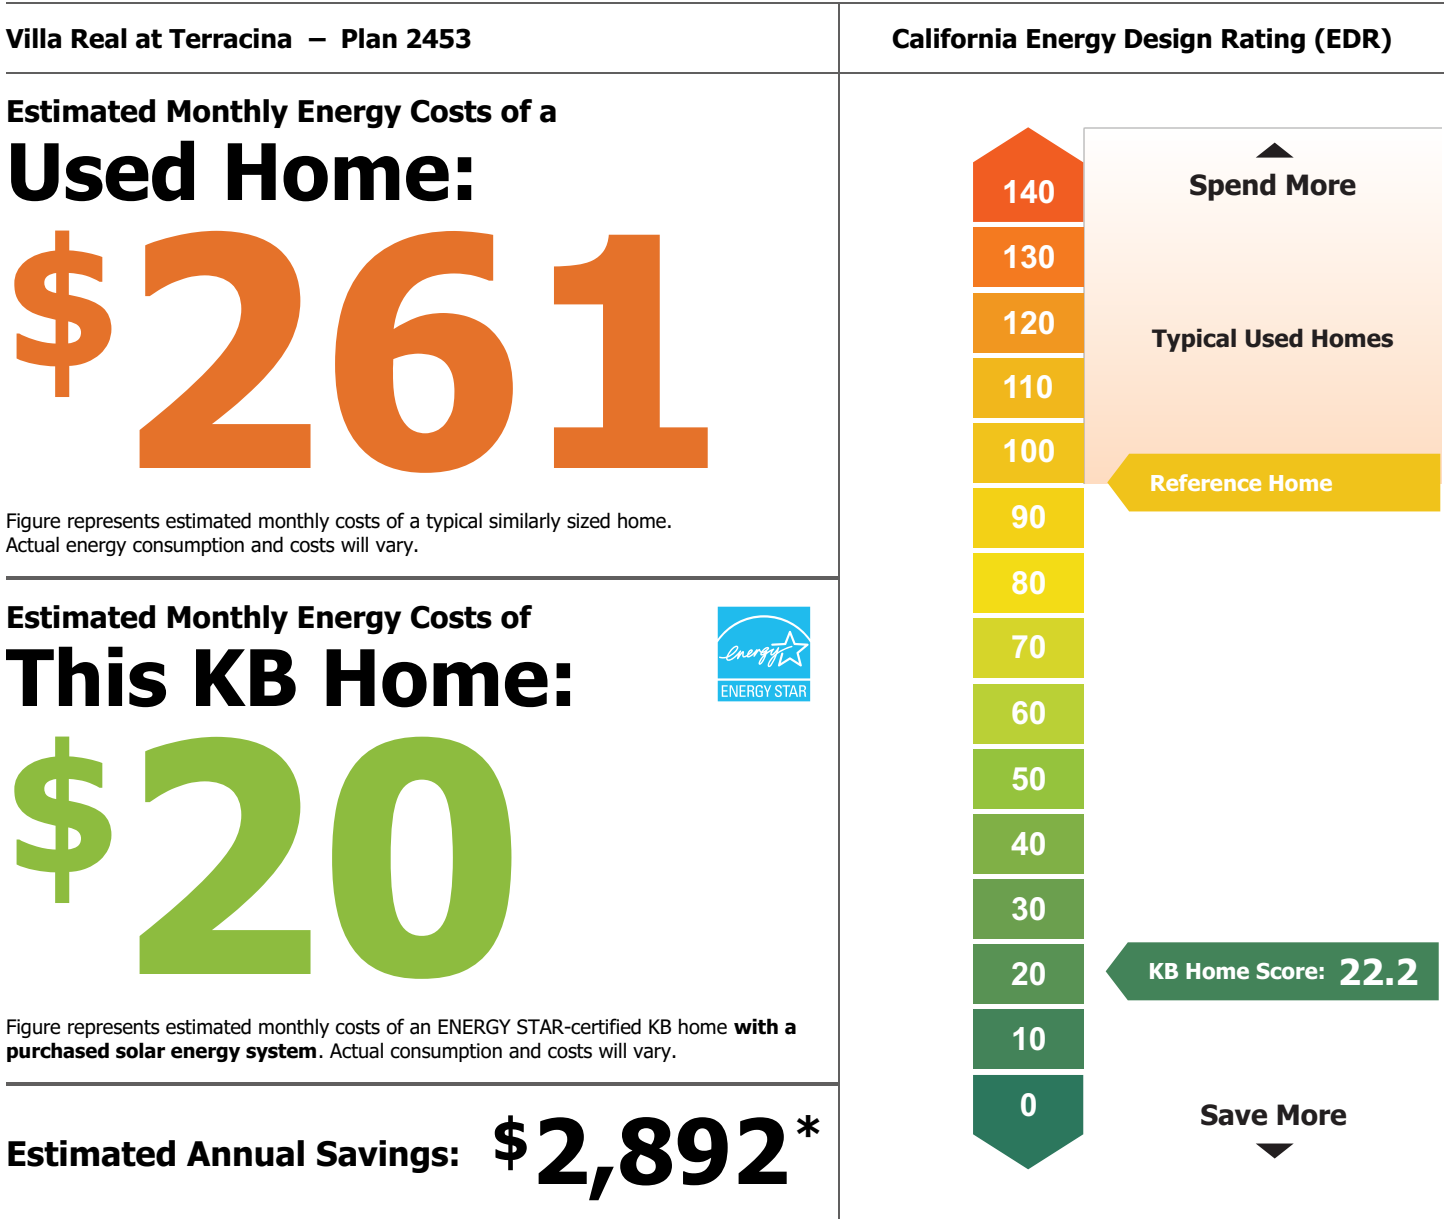 Villa Real at Terracina – Plan 2453
Estimated Monthly Energy Costs of a
Used Home:
$261
Figure represents estimated monthly costs of a typical similarly sized home.
Actual energy consumption and costs will vary.
Estimated Monthly Energy Costs of
This KB Home:
energy
ENERGY STAR
$20
Figure represents estimated monthly costs of an ENERGY STAR-certified KB home with a
purchased solar energy system. Actual consumption and costs will vary.
Estimated Annual Savings: $2,892*
California Energy Design Rating (EDR)
140
130
120
110
100
90
80
70
60
50
40
30
20
10
0
Spend More
Typical Used Homes
Reference Home
KB Home Score: 22.2
Save More